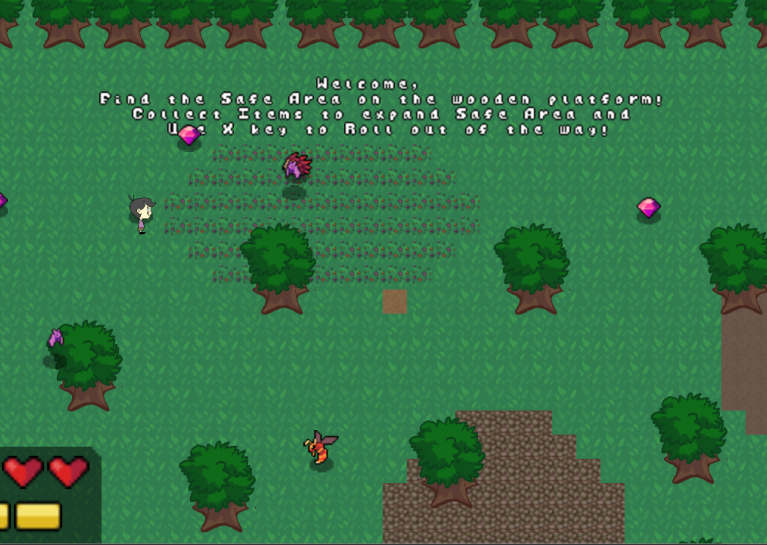 Welcome,
Find the Safe Area on the wooden platform!
Collect Items to expand Safe Area and
Use X key to Roll out of the way!